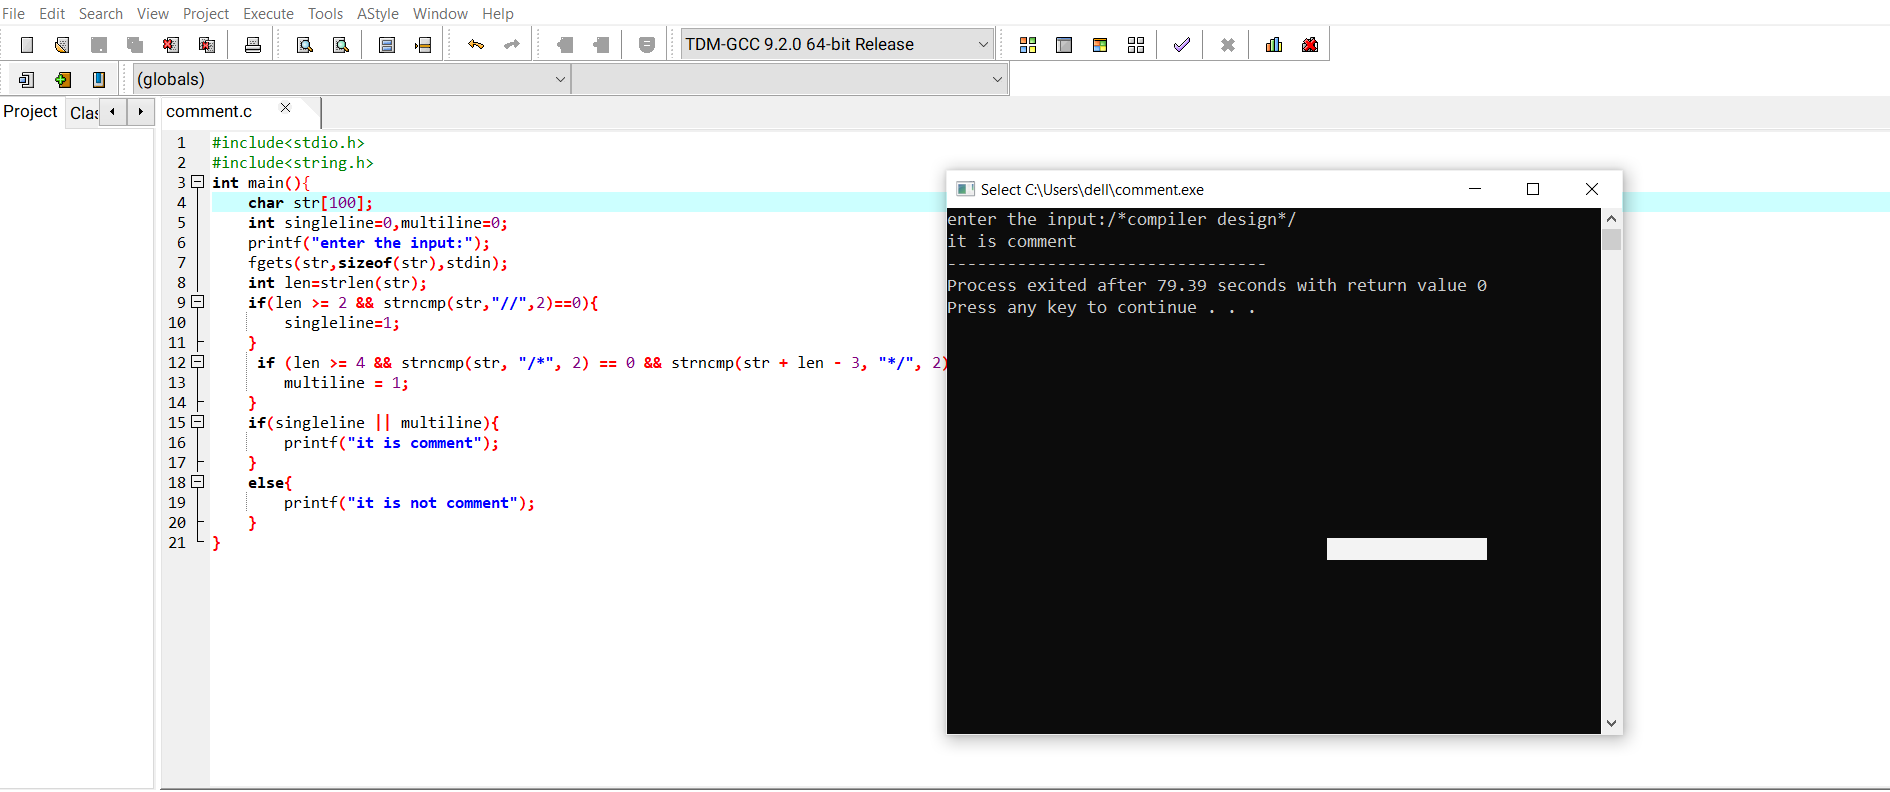 File Edit Search View Project Execute Tools AStyle Window Help
TDM-GCC 9.2.0 64-bit Release
(globals)
Project Clas comment.c
1 #include<stdio.h>
2 #include<string.h>
3 int main(){
4 char str[100];
5 int singleline=0,multiline=0;
6 printf("enter the input:");
7 fgets(str,sizeof(str),stdin);
8 int len=strlen(str);
9 if(len >= 2 && strncmp(str,"//",2)==0){
10 singleline=1;
11 }
12 if (len >= 4 && strncmp(str, "/*", 2) == 0 && strncmp(str + len - 3, "*/", 2)
13 multiline = 1;
14 }
15 if(singleline || multiline){
16 printf("it is comment");
17 }
18 else{
19 printf("it is not comment");
20 }
21 }
Select C:\Users\dell\comment.exe
enter the input:/*compiler design*/
it is comment
--------------------------------
Process exited after 79.39 seconds with return value 0
Press any key to continue . . .